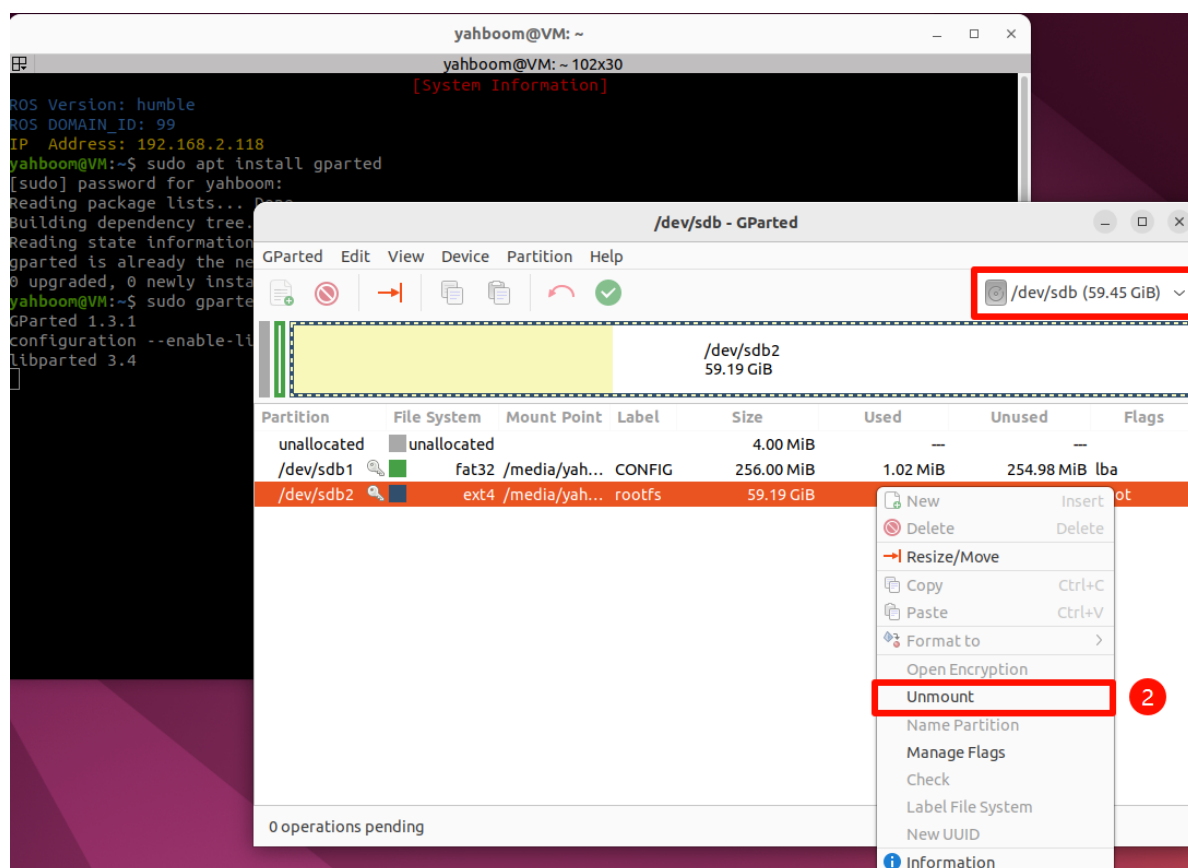 yahboom@VM: ~
yahboom@VM: ~ 102x30
[System Information]
ROS Version: humble
ROS DOMAIN_ID: 99
IP Address: 192.168.2.118
yahboom@VM:~$ sudo apt install gparted
[sudo] password for yahboom:
Reading package lists... Done
Building dependency tree.
Reading state information
gparted is already the ne
0 upgraded, 0 newly insta
yahboom@VM:~$ sudo gparte
GParted 1.3.1
configuration --enable-li
libparted 3.4
/dev/sdb - GParted
GParted Edit View Device Partition Help
/dev/sdb (59.45 GiB)
/dev/sdb2
59.19 GiB
Partition File System Mount Point Label Size Used Unused Flags
unallocated unallocated 4.00 MiB --- ---
/dev/sdb1 fat32 /media/yah... CONFIG 256.00 MiB 1.02 MiB 254.98 MiB lba
/dev/sdb2 ext4 /media/yah... rootfs 59.19 GiB ot
New Insert
Delete Delete
Resize/Move
Copy Ctrl+C
Paste Ctrl+V
Format to
Open Encryption
Unmount
2
Name Partition
Manage Flags
Check
Label File System
New UUID
Information
0 operations pending